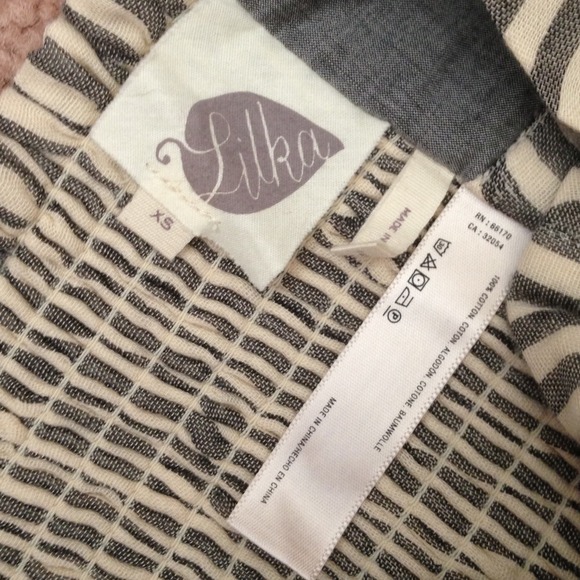 Lilka
XS
MADE IN
RN: 66170
CA: 32054
100% COTTON COTON ALGODÓN COTONE BAUMWOLLE
MADE IN CHINA/HECHO EN CHINA